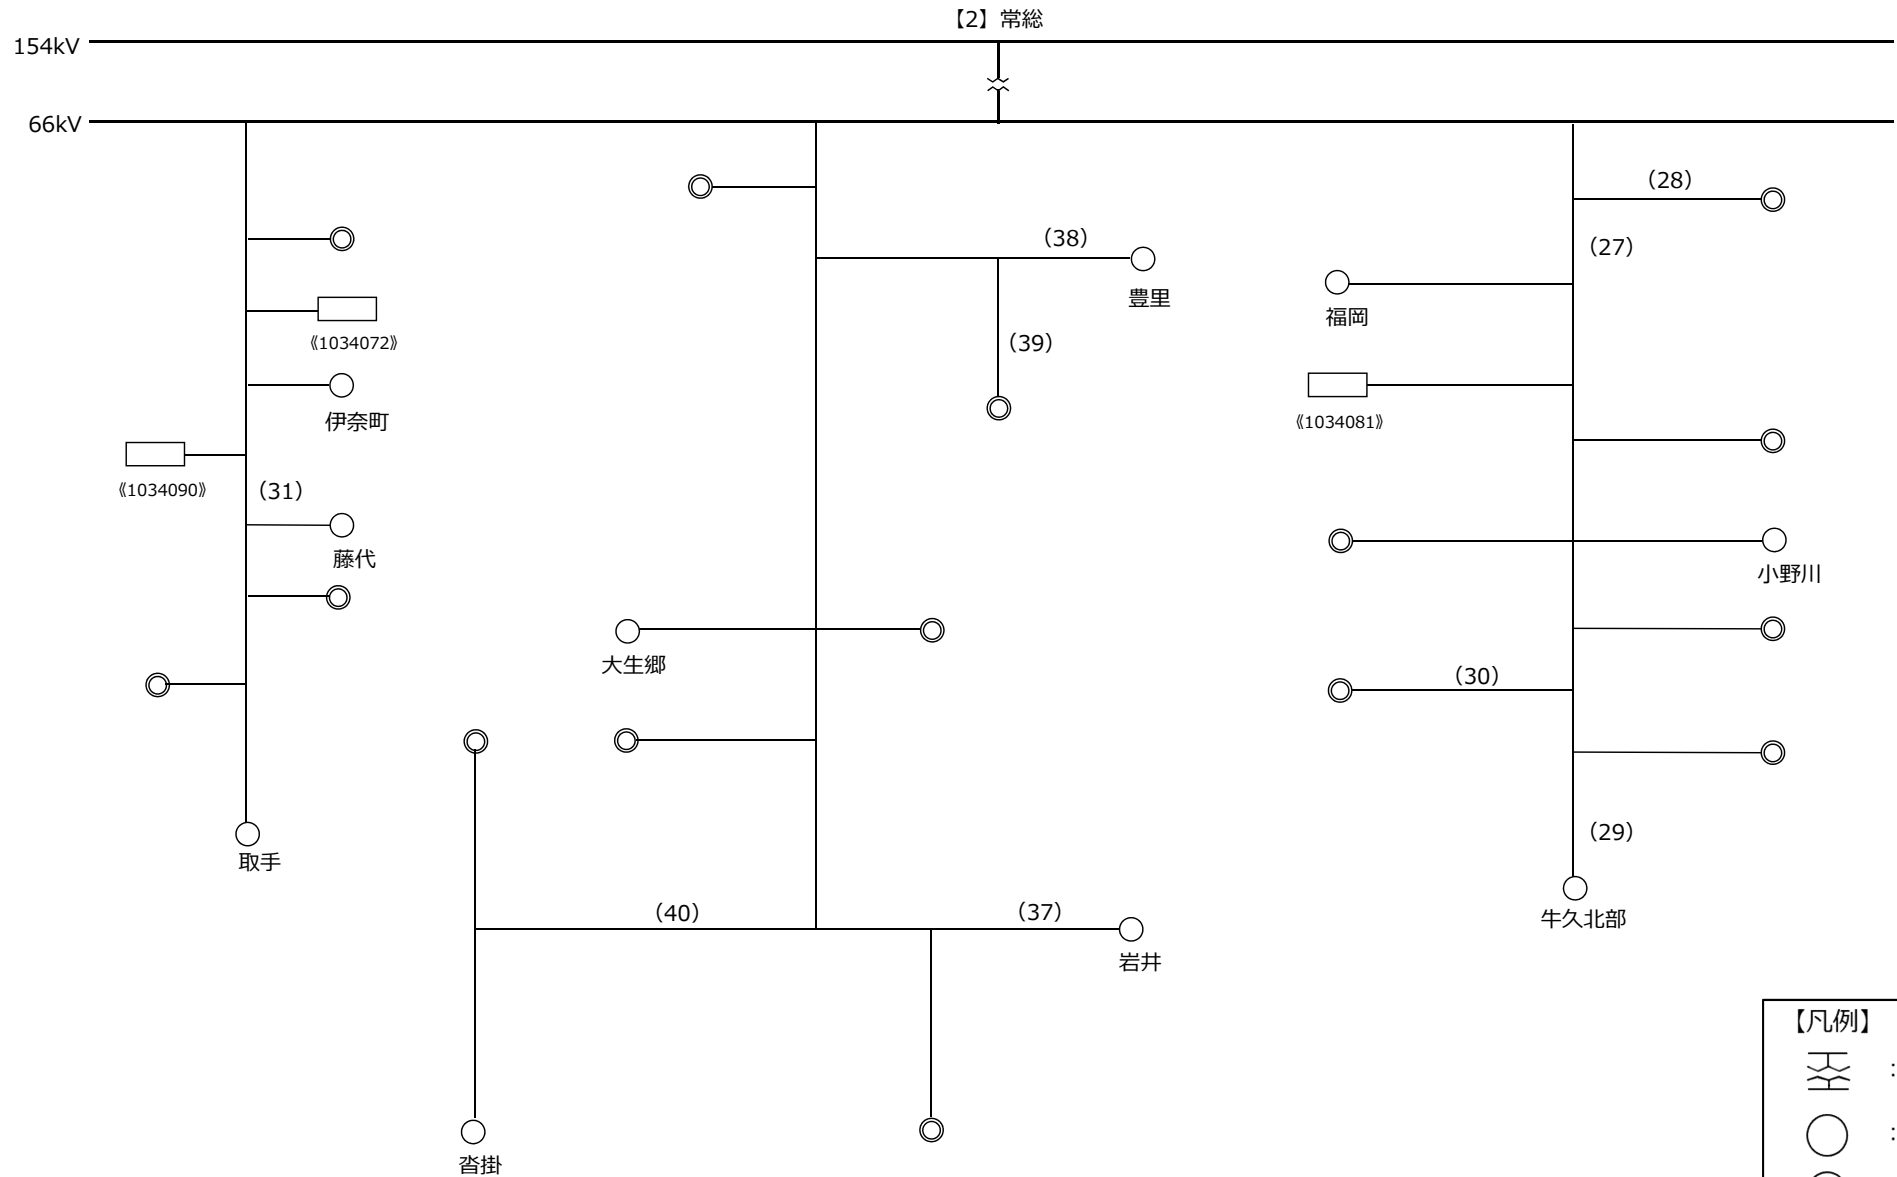 【2】常総
154kV
66kV
（28）
（38）
（27）
豊里
福岡
（39）
《1034072》
伊奈町
《1034081》
《1034090》
（31）
藤代
小野川
大生郷
（30）
（29）
取手
（40）
（37）
牛久北部
岩井
【凡例】
：
：
沓掛